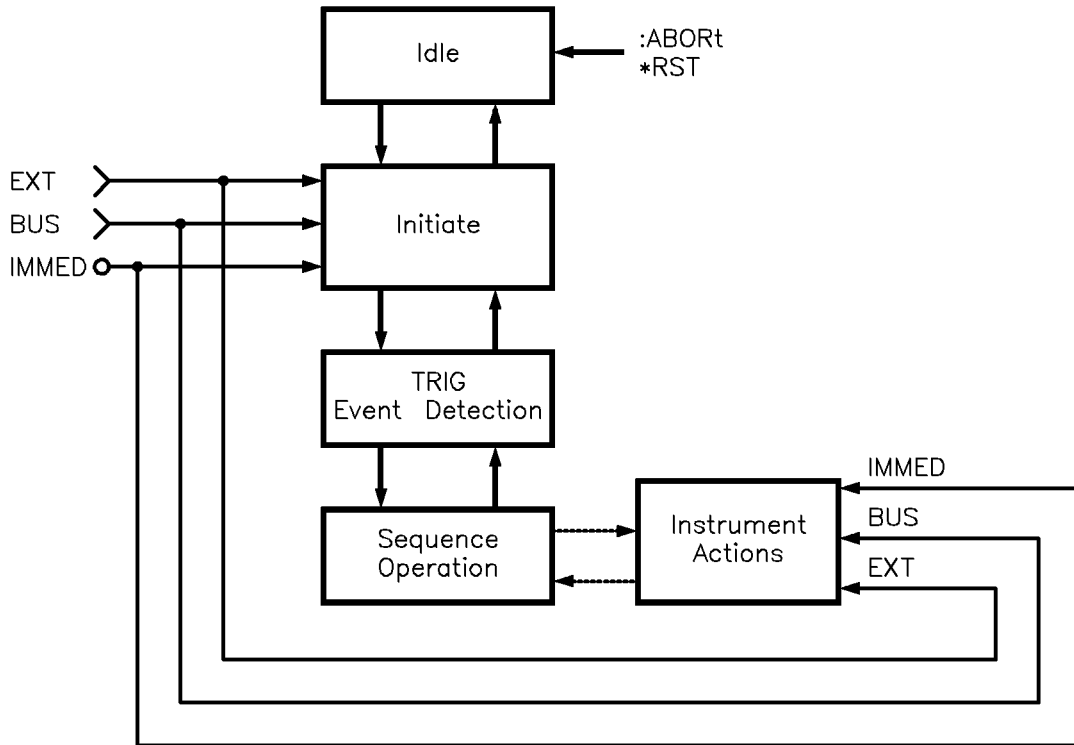 Idle
:ABORt
*RST
EXT
BUS
IMMED
Initiate
TRIG
Event Detection
Sequence
Operation
Instrument
Actions
IMMED
BUS
EXT